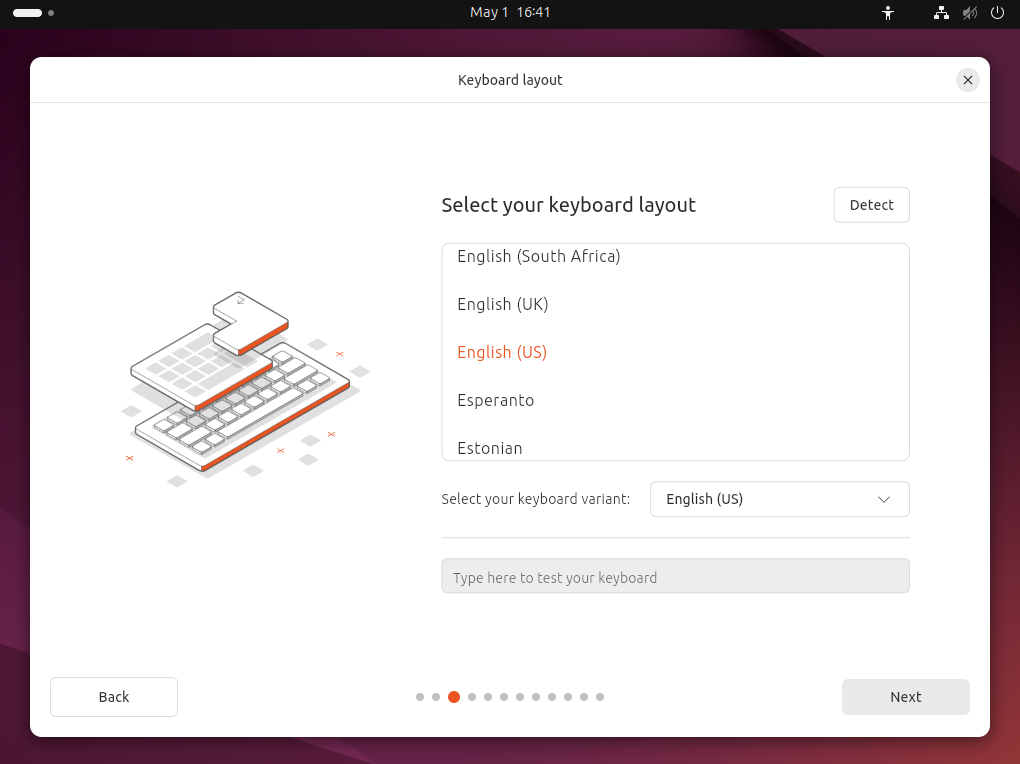 May 1 16:41
Keyboard layout
Select your keyboard layout
Detect
English (South Africa)
English (UK)
English (US)
Esperanto
Estonian
Select your keyboard variant:
English (US)
Type here to test your keyboard
Back
Next